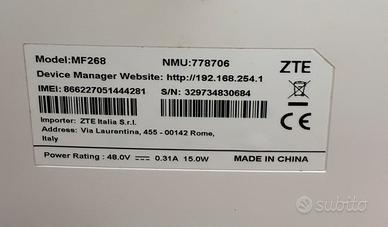 Model:MF268 NMU:778706 ZTE
Device Manager Website: http://192.168.254.1
IMEI: 866227051444281 S/N: 329734830684
Importer: ZTE Italia S.r.l.
Address: Via Laurentina, 455 - 00142 Rome,
Italy
Power Rating : 48.0V ⎓ 0.31A 15.0W MADE IN CHINA
CE
subito